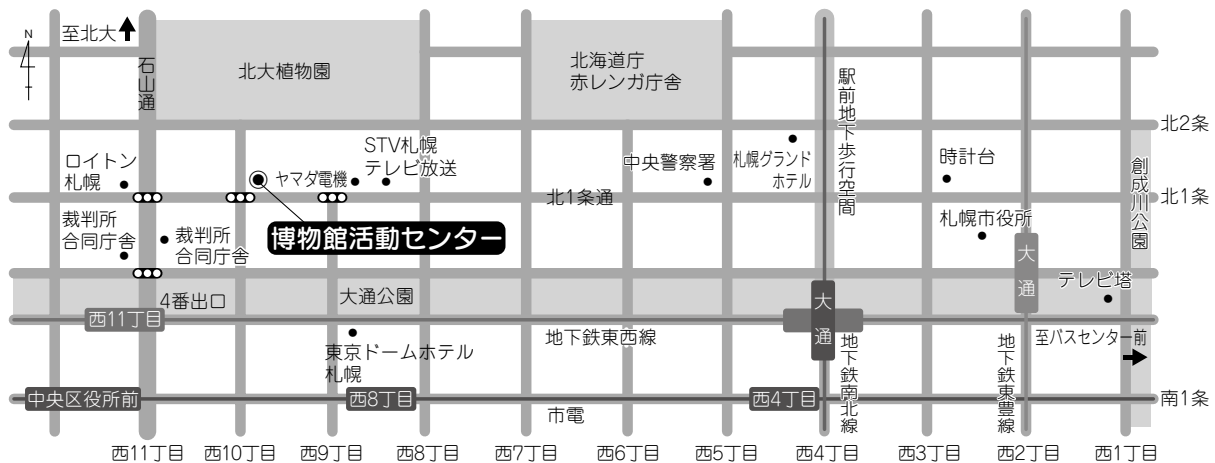 N
至北大
石山通
北大植物園
北海道庁
赤レンガ庁舎
駅前地下歩行空間
北2条
ロイトン
札幌
ヤマダ電機
STV札幌
テレビ放送
中央警察署
札幌グランド
ホテル
時計台
創成川公園
北1条通
北1条
裁判所
合同庁舎
裁判所
合同庁舎
博物館活動センター
札幌市役所
大通
テレビ塔
4番出口
大通公園
大通
西11丁目
東京ドームホテル
札幌
地下鉄東西線
地下鉄南北線
地下鉄東豊線
至バスセンター前
中央区役所前
西8丁目
市電
西4丁目
南1条
西11丁目
西10丁目
西9丁目
西8丁目
西7丁目
西6丁目
西5丁目
西4丁目
西3丁目
西2丁目
西1丁目